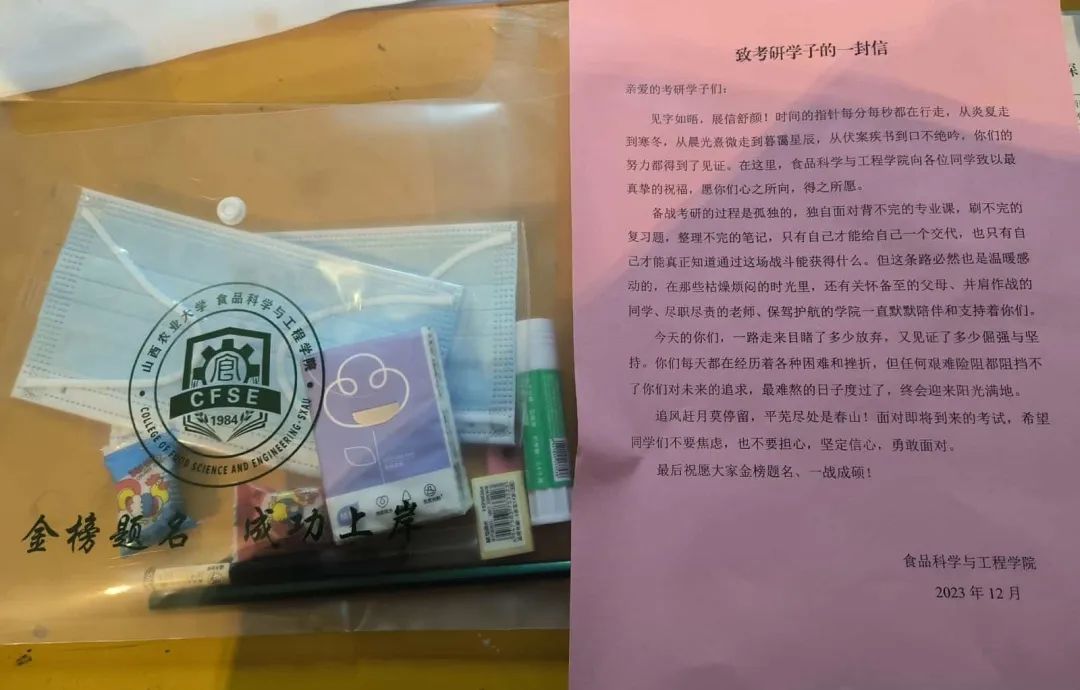 山西农业大学 食品科学与工程学院
CFSE
1984
COLLEGE OF FOOD SCIENCE AND ENGINEERING·SXAU
金榜题名 成功上岸
致考研学子的一封信
亲爱的考研学子们:
见字如晤,展信舒颜!时间的指针每分每秒都在行走,从炎夏走
到寒冬,从晨光熹微走到暮霭星辰,从伏案疾书到口不绝吟,你们的
努力都得到了见证。在这里,食品科学与工程学院向各位同学致以最
真挚的祝福,愿你们心之所向,得之所愿。
备战考研的过程是孤独的,独自面对背不完的专业课,刷不完的
复习题,整理不完的笔记,只有自己才能给自己一个交代,也只有自
己才能真正知道通过这场战斗能获得什么。但这条路必然也是温暖感
动的,在那些枯燥烦闷的时光里,还有关怀备至的父母、并肩作战的
同学、尽职尽责的老师、保驾护航的学院一直默默陪伴和支持着你们。
今天的你们,一路走来目睹了多少放弃,又见证了多少倔强与坚
持。你们每天都在经历着各种困难和挫折,但任何艰难险阻都阻挡不
了你们对未来的追求,最难熬的日子度过了,终会迎来阳光满地。
追风赶月莫停留,平芜尽处是春山!面对即将到来的考试,希望
同学们不要焦虑,也不要担心,坚定信心,勇敢面对。
最后祝愿大家金榜题名、一战成硕!
食品科学与工程学院
2023 年 12 月